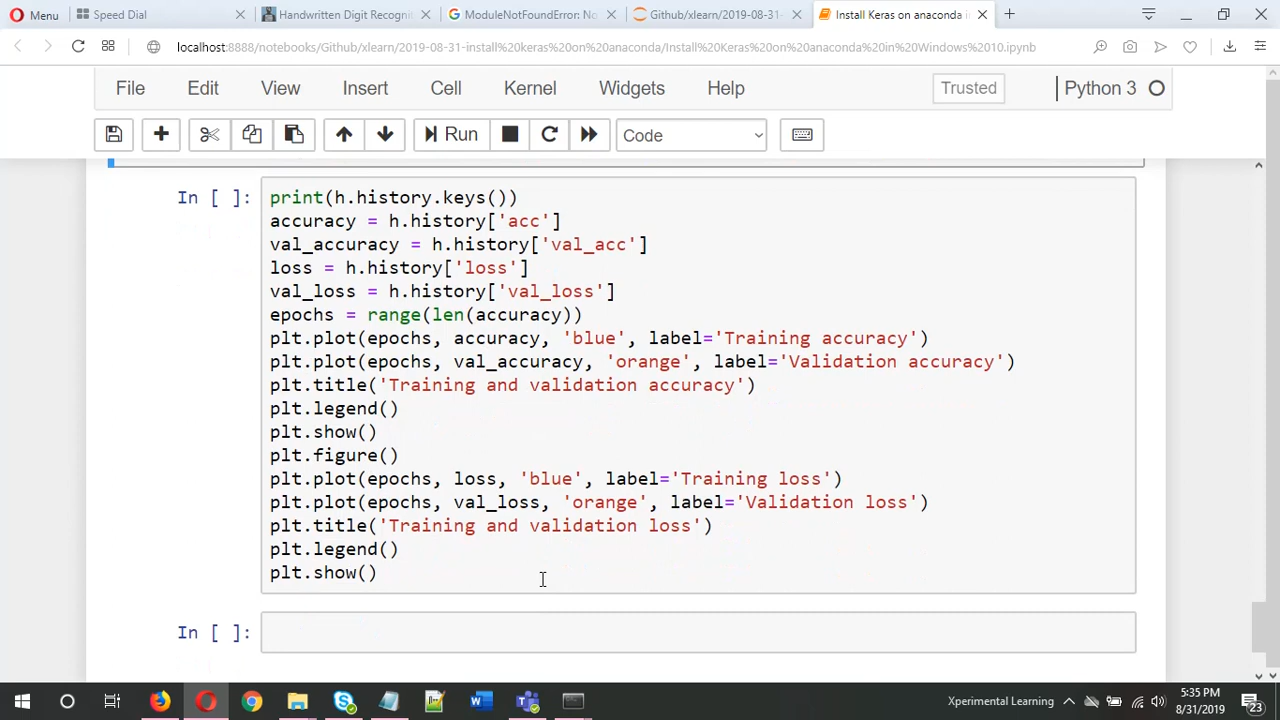 Menu
Speed Dial
Handwritten Digit Recogni
ModuleNotFoundError: No
Github/xlearn/2019-08-31-
Install Keras on anaconda i
localhost:8888/notebooks/Github/xlearn/2019-08-31-install%20keras%20on%20anaconda/Install%20Keras%20on%20anaconda%20in%20Windows%2010.ipynb
File Edit View Insert Cell Kernel Widgets Help Trusted Python 3
Run Code
In [ ]:
print(h.history.keys())
accuracy = h.history['acc']
val_accuracy = h.history['val_acc']
loss = h.history['loss']
val_loss = h.history['val_loss']
epochs = range(len(accuracy))
plt.plot(epochs, accuracy, 'blue', label='Training accuracy')
plt.plot(epochs, val_accuracy, 'orange', label='Validation accuracy')
plt.title('Training and validation accuracy')
plt.legend()
plt.show()
plt.figure()
plt.plot(epochs, loss, 'blue', label='Training loss')
plt.plot(epochs, val_loss, 'orange', label='Validation loss')
plt.title('Training and validation loss')
plt.legend()
plt.show()
In [ ]:
Xperimental Learning
5:35 PM
8/31/2019
23